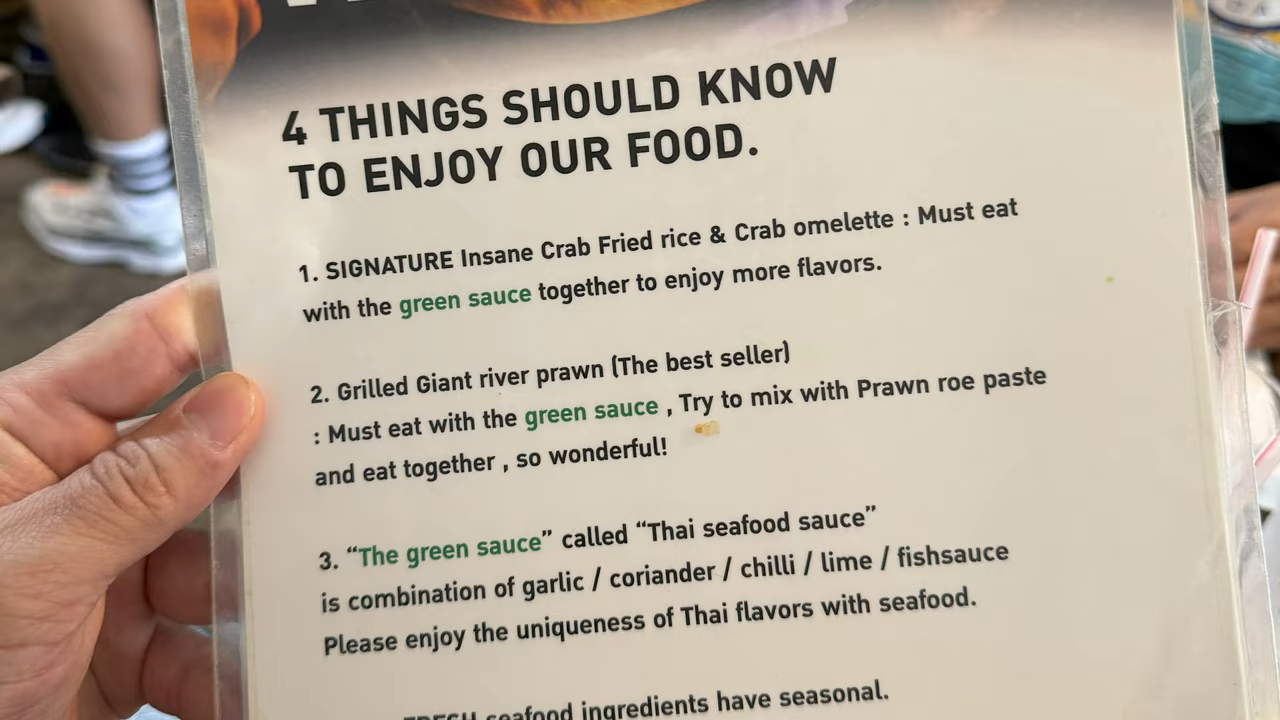 4 THINGS SHOULD KNOW
TO ENJOY OUR FOOD.
1. SIGNATURE Insane Crab Fried rice & Crab omelette : Must eat
with the green sauce together to enjoy more flavors.
2. Grilled Giant river prawn (The best seller)
: Must eat with the green sauce , Try to mix with Prawn roe paste
and eat together , so wonderful!
3. “The green sauce” called “Thai seafood sauce”
is combination of garlic / coriander / chilli / lime / fishsauce
Please enjoy the uniqueness of Thai flavors with seafood.
FRESH seafood ingredients have seasonal.